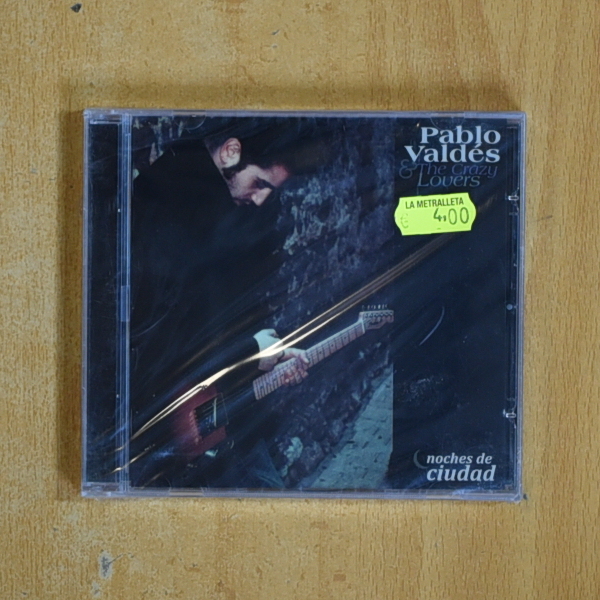 Pablo
Valdés
& The Crazy
Lovers
LA METRALLETA
€ 4,00
noches de
ciudad